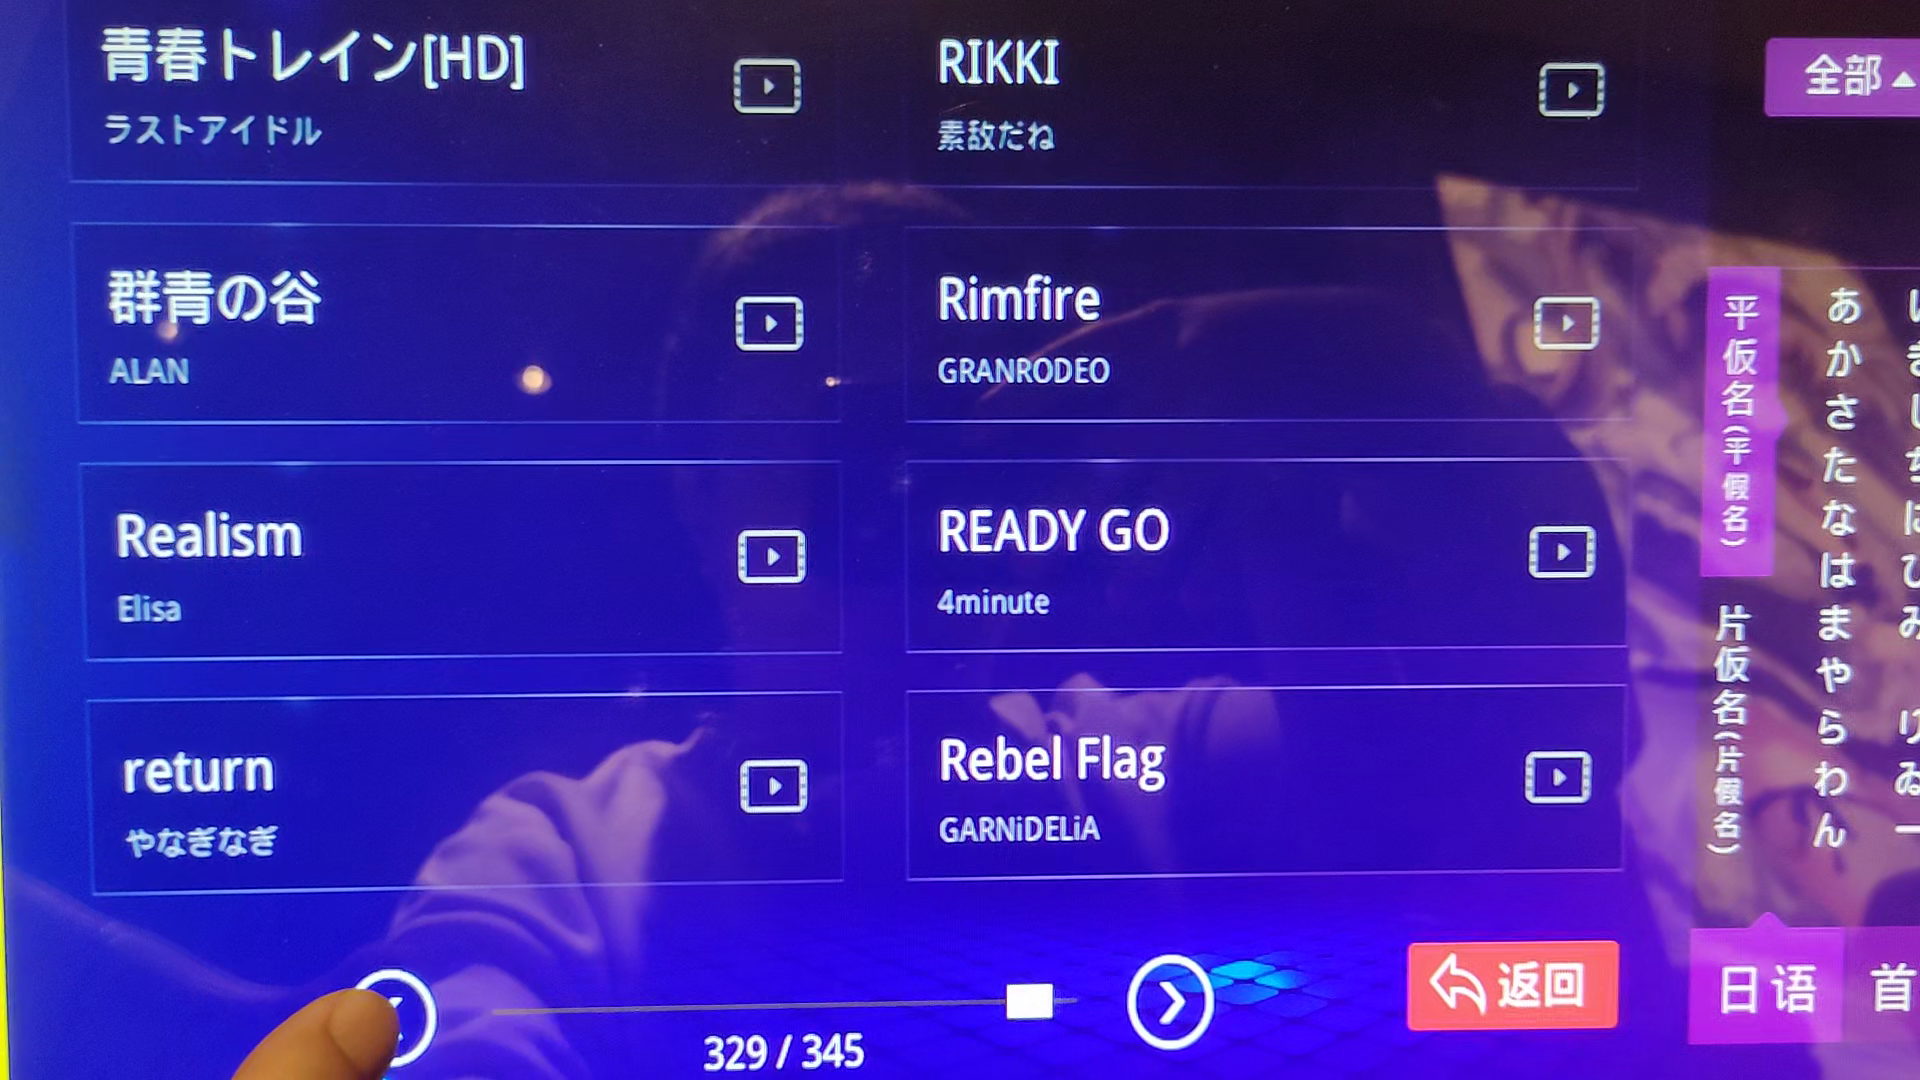 青春トレイン[HD]
ラストアイドル
RIKKI
素敌だね
群青の谷
ALAN
Rimfire
GRANRODEO
Realism
Elisa
READY GO
4minute
return
やなぎなぎ
Rebel Flag
GARNiDELiA
329 / 345
返回
全部▲
平仮名(平假名)
片仮名(片假名)
あ
か
さ
た
な
は
ま
や
ら
わ
ん
日语
首